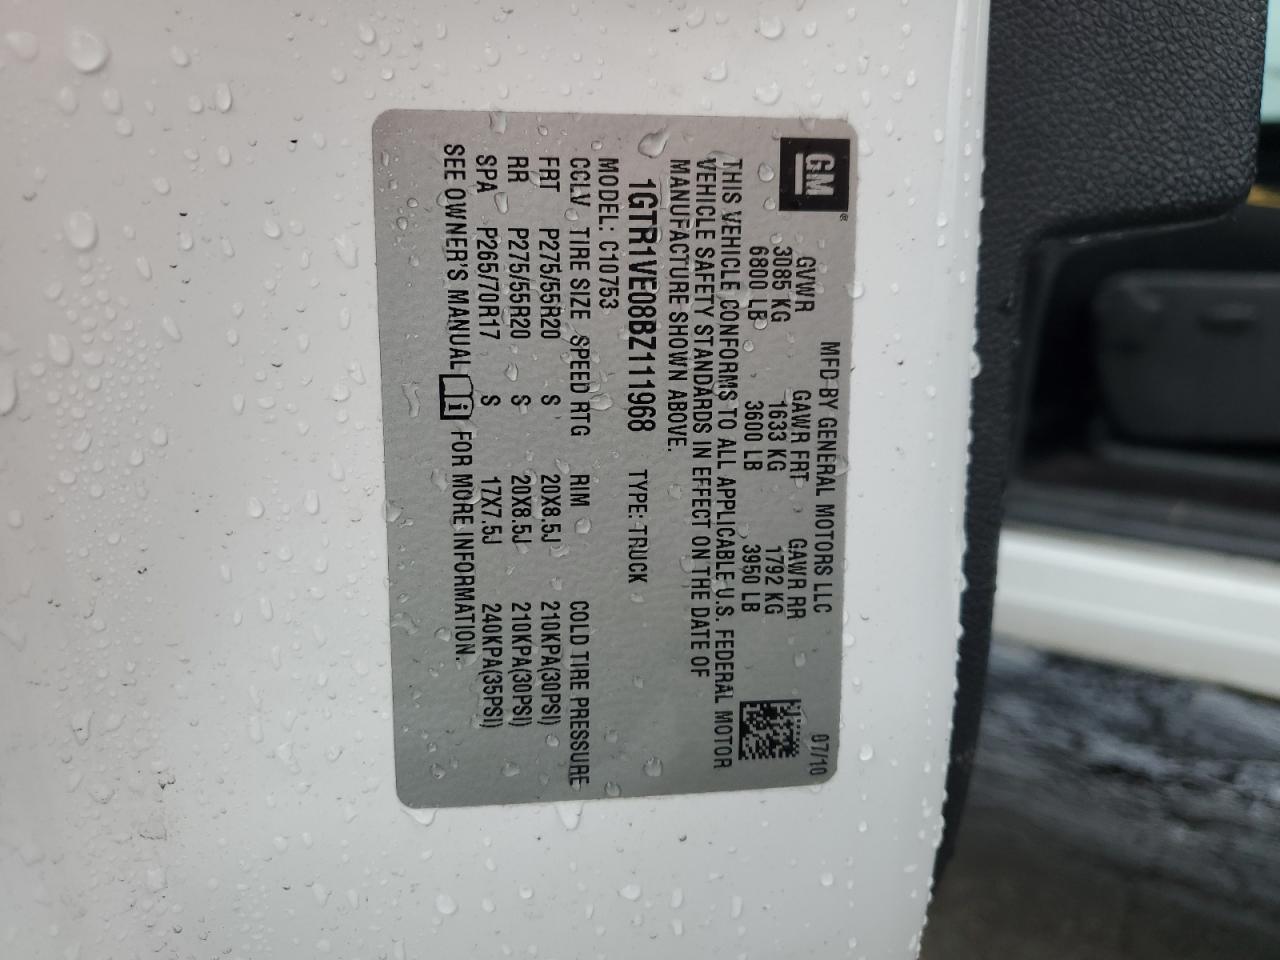 GM®
MFD BY GENERAL MOTORS LLC 07/10
GVWR GAWR FRT GAWR RR
3085 KG 1633 KG 1792 KG
6800 LB 3600 LB 3950 LB
THIS VEHICLE CONFORMS TO ALL APPLICABLE U.S. FEDERAL MOTOR
VEHICLE SAFETY STANDARDS IN EFFECT ON THE DATE OF
MANUFACTURE SHOWN ABOVE.
1GTR1VE08BZ111968 TYPE: TRUCK
MODEL: C10753
CCLV TIRE SIZE SPEED RTG RIM COLD TIRE PRESSURE
FRT P275/55R20 S 20X8.5J 210KPA(30PSI)
RR P275/55R20 S 20X8.5J 210KPA(30PSI)
SPA P265/70R17 S 17X7.5J 240KPA(35PSI)
SEE OWNER'S MANUAL i FOR MORE INFORMATION.